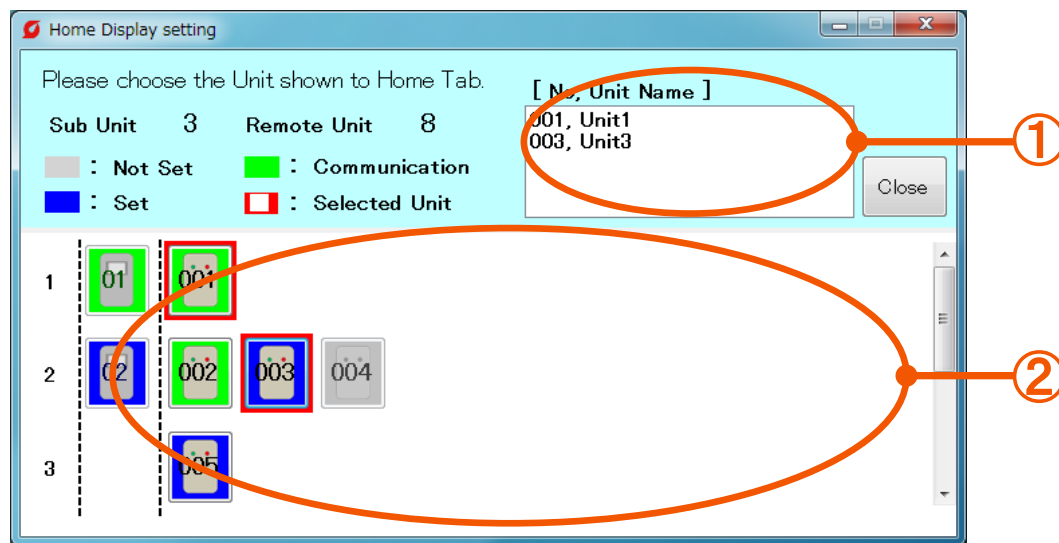 Home Display setting
Please choose the Unit shown to Home Tab.
[ No, Unit Name ]
Sub Unit 3 Remote Unit 8
001, Unit1
003, Unit3
: Not Set : Communication
: Set : Selected Unit
Close
①
1 01 001
2 02 002 003 004
②
3 005